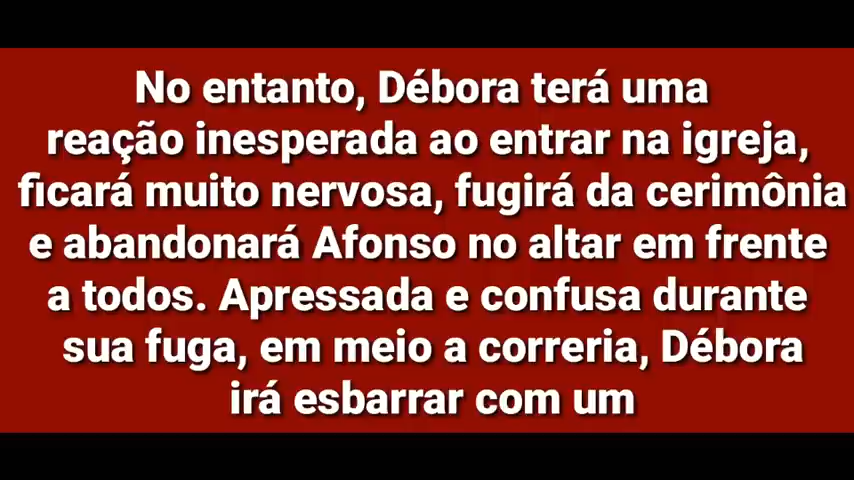 No entanto, Débora terá uma
reação inesperada ao entrar na igreja,
ficará muito nervosa, fugirá da cerimônia
e abandonará Afonso no altar em frente
a todos. Apressada e confusa durante
sua fuga, em meio a correria, Débora
irá esbarrar com um